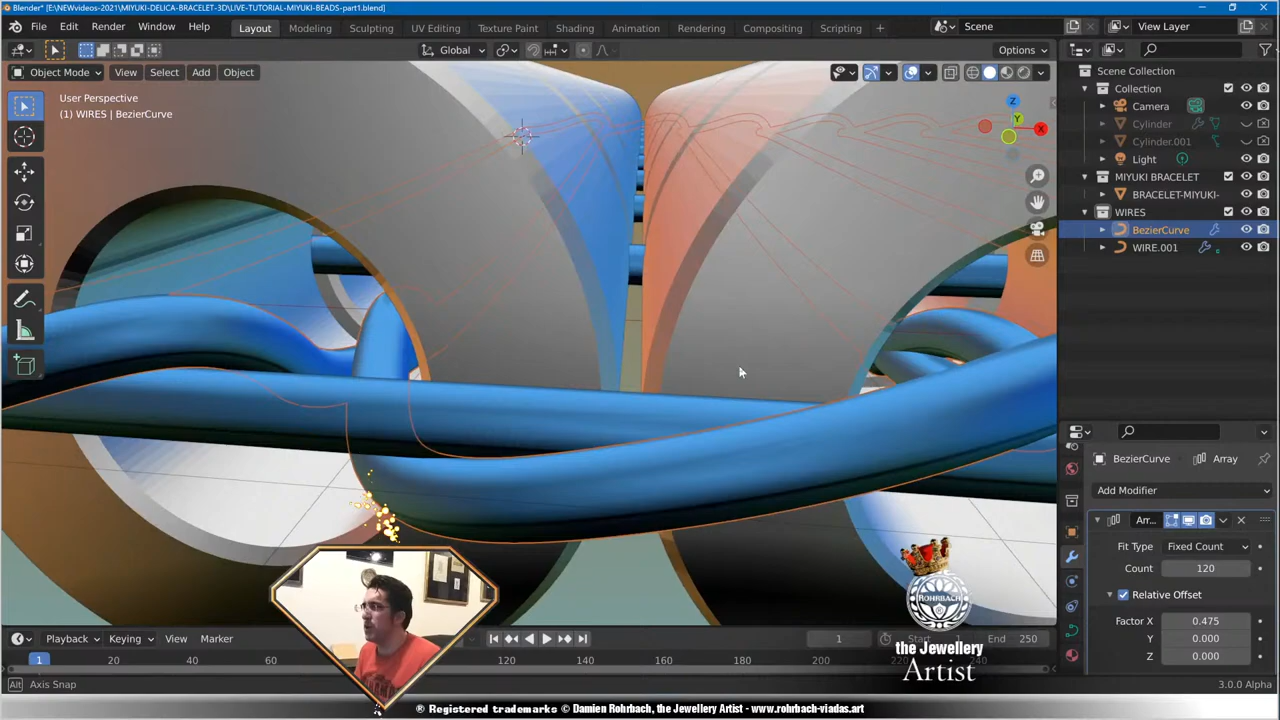 Blender* [E:\NEWvideos-2021\MIYUKI-DELICA-BRACELET-3D\LIVE-TUTORIAL-MIYUKI-BEADS-part1.blend]
File Edit Render Window Help Layout Modeling Sculpting UV Editing Texture Paint Shading Animation Rendering Compositing Scripting + Scene View Layer
Global Options
Object Mode View Select Add Object
User Perspective
(1) WIRES | BezierCurve
Z
Y
X
Scene Collection
Collection
Camera
Cylinder
Cylinder.001
Light
MIYUKI BRACELET
BRACELET-MIYUKI-
WIRES
BezierCurve
WIRE.001
BezierCurve Array
Add Modifier
Arr...
Fit Type Fixed Count
Count 120
Relative Offset
Factor X 0.475
Y 0.000
Z 0.000
ROHRBACH
the Jewellery
Artist
Playback Keying View Marker 1 Start 1 End 250
1 20 40 60 120 140 160 180 200 220 240
Alt Axis Snap 3.0.0 Alpha
® Registered trademarks © Damien Rohrbach, the Jewellery Artist - www.rohrbach-viadas.art